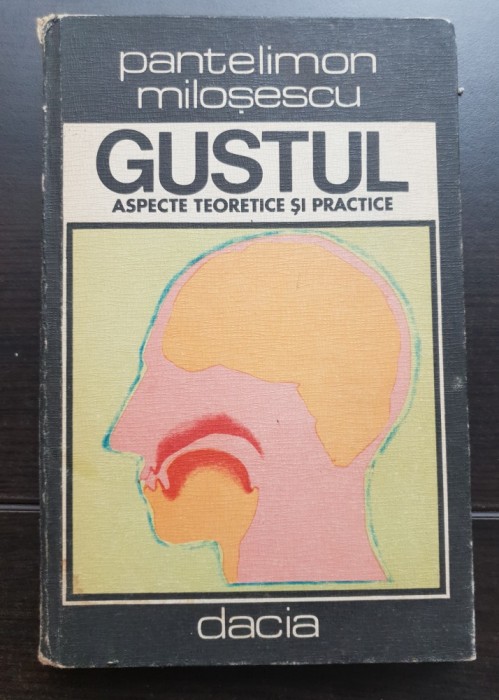 pantelimon
miloșescu
GUSTUL
ASPECTE TEORETICE ȘI PRACTICE
dacia